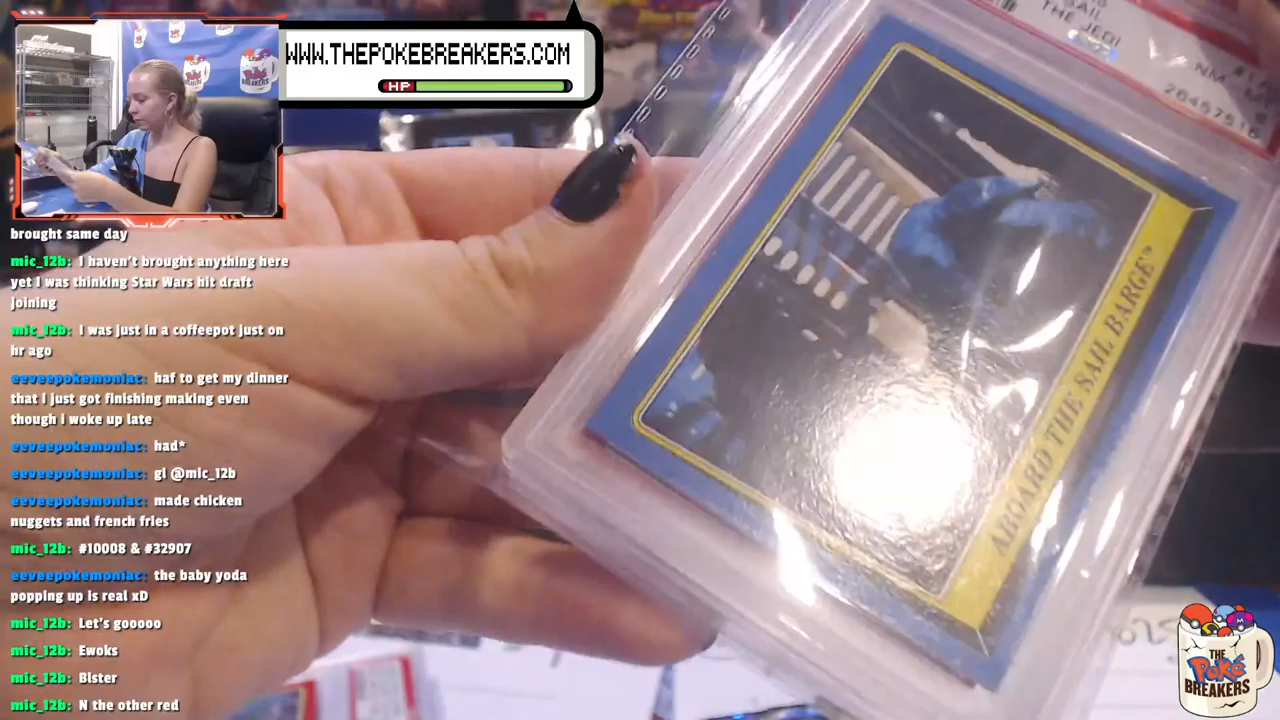 WWW.THEPOKEBREAKERS.COM
HP
SAIL
THE JEDI
NM
ABOARD THE SAIL BARGE™
brought same day
mic_12b: I haven't brought anything here
yet I was thinking Star Wars hit draft
joining
mic_12b: I was just in a coffeepot just on
hr ago
eeveepokemoniac: haf to get my dinner
that I just got finishing making even
though I woke up late
eeveepokemoniac: had*
eeveepokemoniac: gl @mic_12b
eeveepokemoniac: made chicken
nuggets and french fries
mic_12b: #10008 & #32907
eeveepokemoniac: the baby yoda
popping up is real xD
mic_12b: Let's gooooo
mic_12b: Ewoks
mic_12b: Blster
mic_12b: N the other red
THE
Poké
BREAKERS